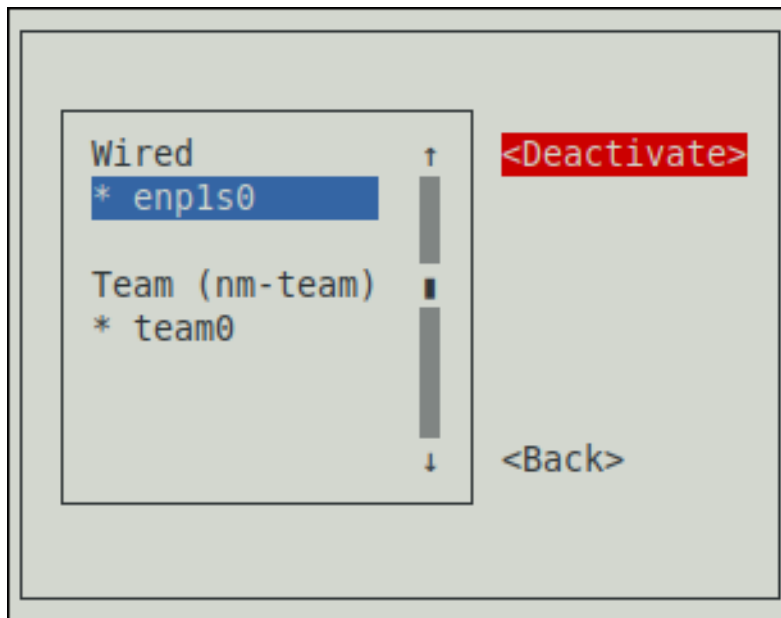 Wired ↑ <Deactivate>
* enp1s0
Team (nm-team)
* team0
↓ <Back>